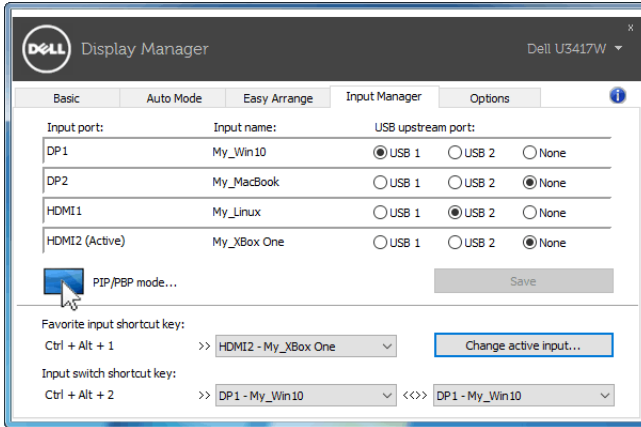 DELL Display Manager Dell U3417W x
Basic Auto Mode Easy Arrange Input Manager Options i
Input port: Input name: USB upstream port:
DP1 My_Win10 USB 1 USB 2 None
DP2 My_MacBook USB 1 USB 2 None
HDMI1 My_Linux USB 1 USB 2 None
HDMI2 (Active) My_XBox One USB 1 USB 2 None
PIP/PBP mode... Save
Favorite input shortcut key:
Ctrl + Alt + 1 >> HDMI2 - My_XBox One Change active input...
Input switch shortcut key:
Ctrl + Alt + 2 >> DP1 - My_Win10 <<>> DP1 - My_Win10